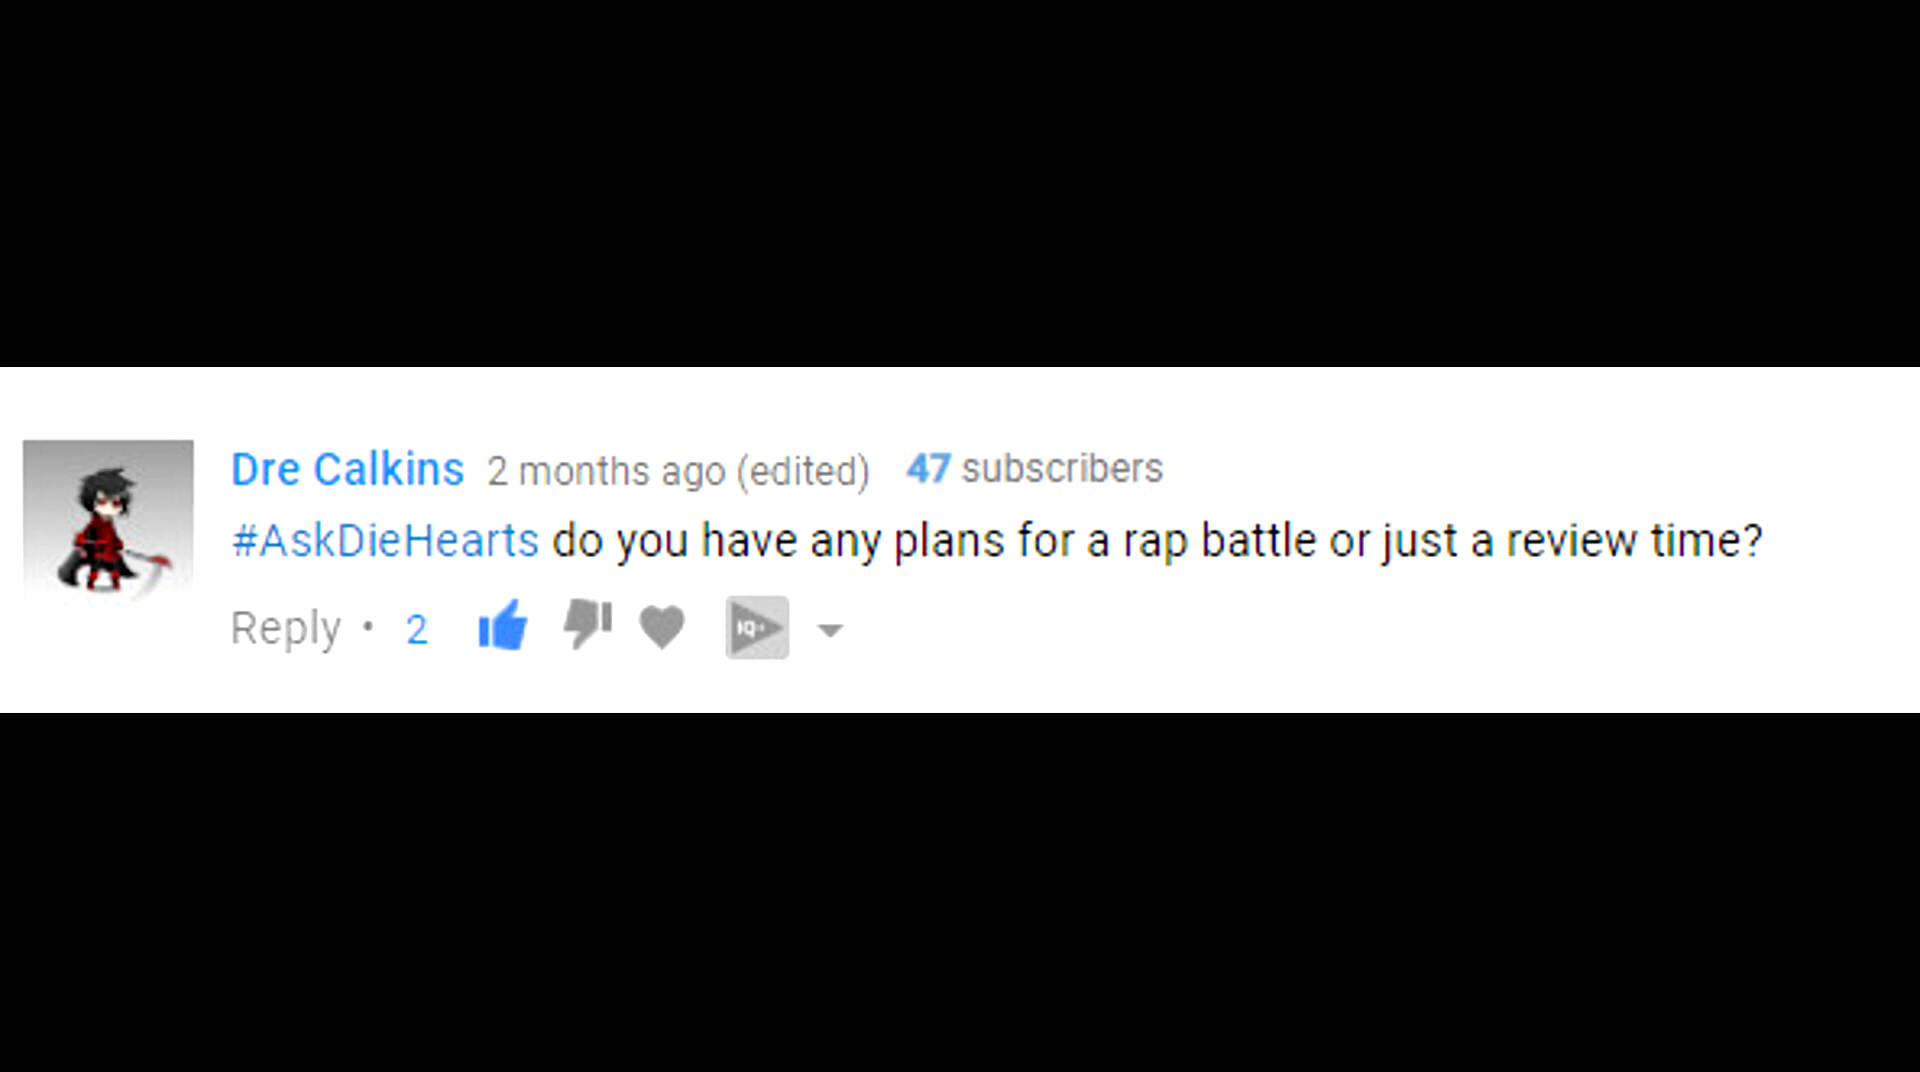 Dre Calkins 2 months ago (edited) 47 subscribers
#AskDieHearts do you have any plans for a rap battle or just a review time?
Reply • 2 IQ+